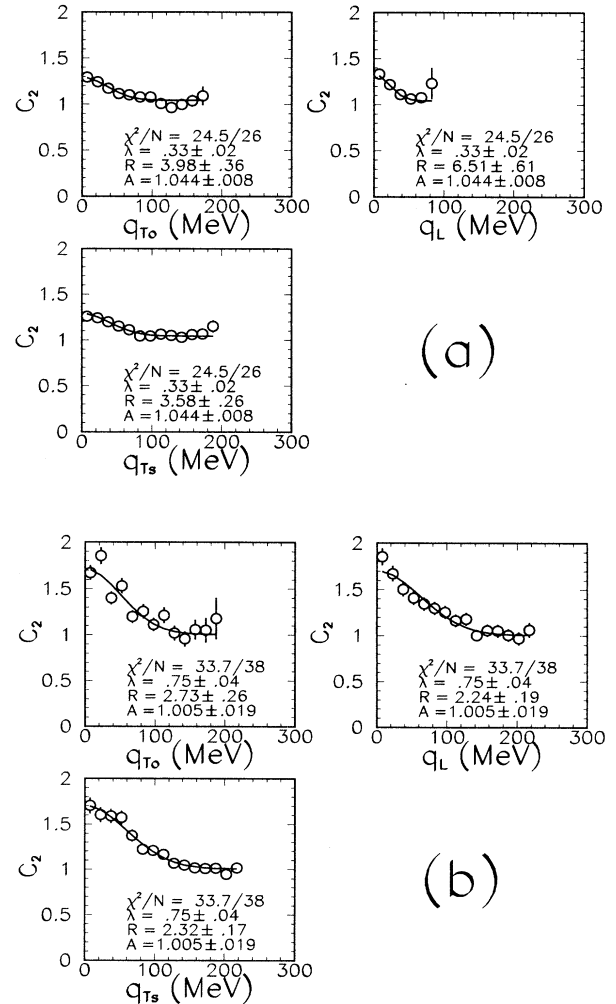 2
1.5
1
0.5
0
C₂
χ²/N = 24.5/26
λ = .33± .02
R = 3.98± .36
A =1.044±.008
0 100 200 300
q_To (MeV)
2
1.5
1
0.5
0
C₂
χ²/N = 24.5/26
λ = .33± .02
R = 6.51± .61
A =1.044±.008
0 100 200 300
q_L (MeV)
2
1.5
1
0.5
0
C₂
χ²/N = 24.5/26
λ = .33± .02
R = 3.58± .26
A =1.044±.008
0 100 200 300
q_Ts (MeV)
(a)
2
1.5
1
0.5
0
C₂
χ²/N = 33.7/38
λ = .75± .04
R = 2.73± .26
A =1.005±.019
0 100 200 300
q_To (MeV)
2
1.5
1
0.5
0
C₂
χ²/N = 33.7/38
λ = .75± .04
R = 2.24± .19
A =1.005±.019
0 100 200 300
q_L (MeV)
2
1.5
1
0.5
0
C₂
χ²/N = 33.7/38
λ = .75± .04
R = 2.32± .17
A =1.005±.019
0 100 200 300
q_Ts (MeV)
(b)